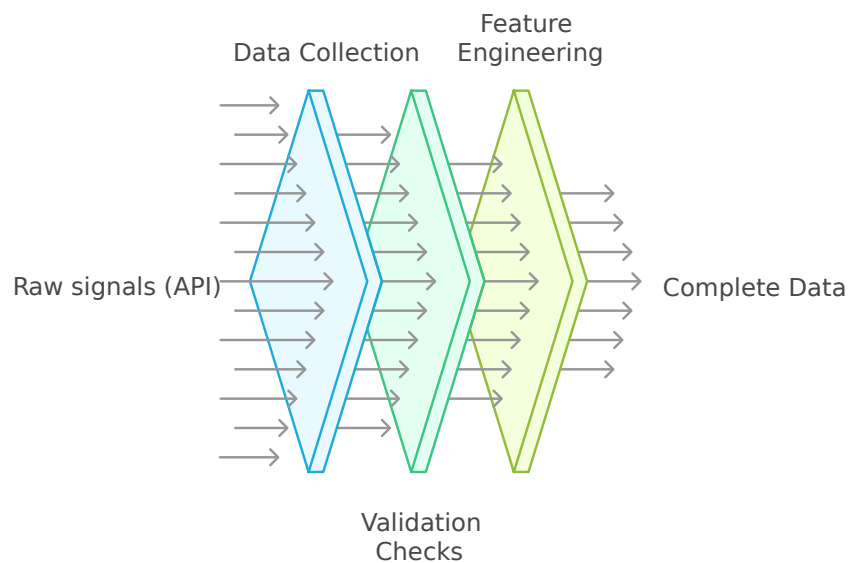 Feature
Data Collection
Engineering
Raw signals (API)
Complete Data
Validation
Checks